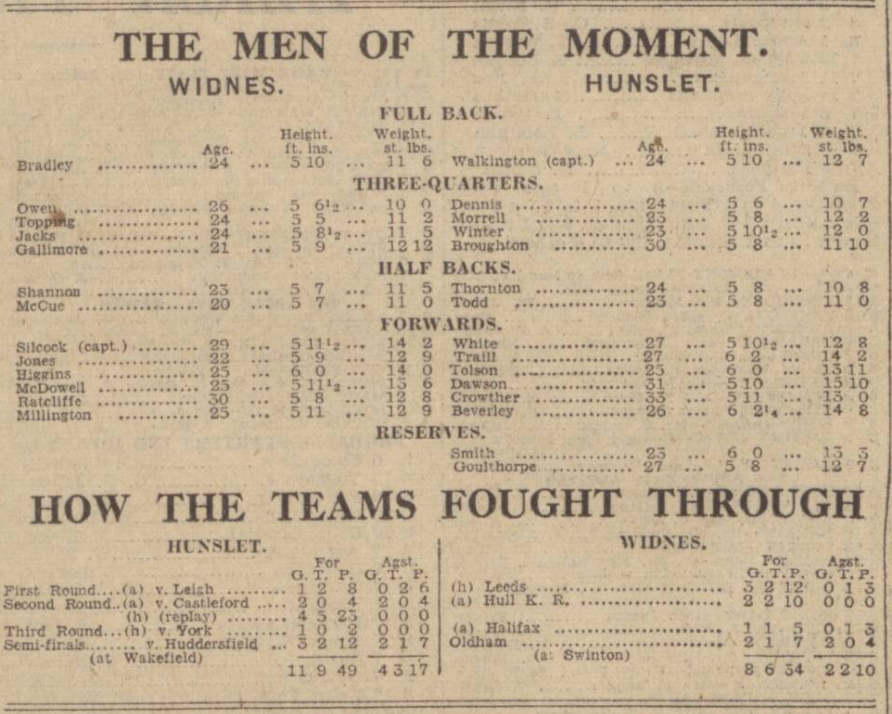 THE MEN OF THE MOMENT.
WIDNES. HUNSLET.
FULL BACK.
Height. Weight. Height. Weight.
Age. ft. ins. st. lbs. Age. ft. ins. st. lbs.
Bradley .............. 24 ... 5 10 ... 11 6 Walkington (capt.) ... 24 ... 5 10 ... 12 7
THREE-QUARTERS.
Owen ................ 26 ... 5 6½ ... 10 0 Dennis .................. 24 ... 5 6 ... 10 7
Topping .............. 24 ... 5 5 ... 11 2 Morrell ................. 23 ... 5 8 ... 12 2
Jacks ................ 24 ... 5 8½ ... 11 5 Winter .................. 23 ... 5 10½ ... 12 0
Gallimore ............ 21 ... 5 9 ... 12 12 Broughton ............... 30 ... 5 8 ... 11 10
HALF BACKS.
Shannon .............. 23 ... 5 7 ... 11 5 Thornton ................ 24 ... 5 8 ... 10 8
McCue ................ 20 ... 5 7 ... 11 0 Todd .................... 23 ... 5 8 ... 11 0
FORWARDS.
Silcock (capt.) ......... 29 ... 5 11½ ... 14 2 White ................... 27 ... 5 10½ ... 12 8
Jones ................ 22 ... 5 9 ... 12 9 Traill .................. 27 ... 6 2 ... 14 2
Higgins .............. 25 ... 6 0 ... 14 0 Tolson .................. 25 ... 6 0 ... 13 11
McDowell ............. 25 ... 5 11½ ... 13 6 Dawson .................. 31 ... 5 10 ... 13 10
Ratcliffe ............ 30 ... 5 8 ... 12 8 Crowther ................ 33 ... 5 11 ... 13 0
Millington ........... 25 ... 5 11 ... 12 9 Beverley ................ 26 ... 6 2¼ ... 14 8
RESERVES.
Smith ................... 23 ... 6 0 ... 13 3
Goulthorpe .............. 27 ... 5 8 ... 12 7
HOW THE TEAMS FOUGHT THROUGH
HUNSLET. WIDNES.
For Agst. For Agst.
G. T. P. G. T. P. G. T. P. G. T. P.
First Round....(a) v. Leigh ......... 1 2 8 0 2 6 (h) Leeds ....................... 3 2 12 0 1 3
Second Round...(a) v. Castleford ..... 2 0 4 2 0 4 (a) Hull K. R. .................. 2 2 10 0 0 0
(h) (replay) ......... 4 5 23 0 0 0
Third Round....(h) v. York .......... 1 0 2 0 0 0 (a) Halifax ..................... 1 1 5 0 1 3
Semi-finals........ v. Huddersfield ... 3 2 12 2 1 7 Oldham .......................... 2 1 7 2 0 4
(at Wakefield) (at Swinton)
11 9 49 4 3 17 8 6 34 2 2 10